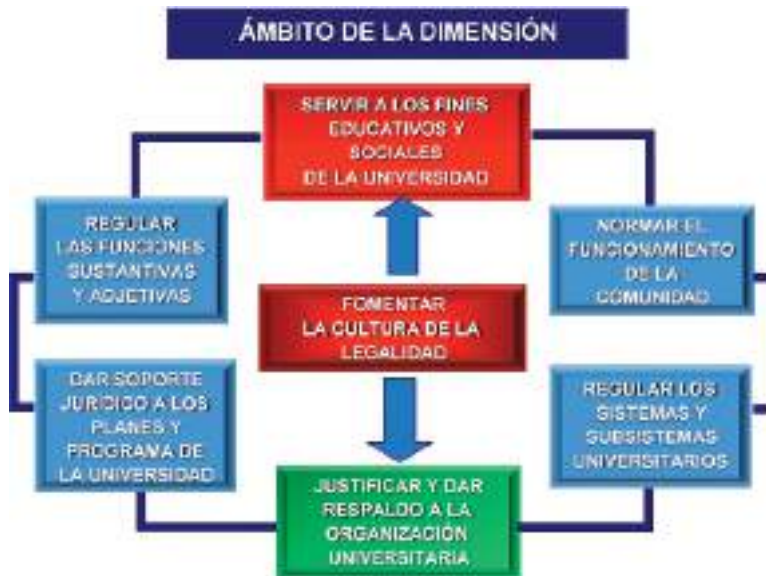 ÁMBITO DE LA DIMENSIÓN
SERVIR A LOS FINES
EDUCATIVOS Y
SOCIALES
DE LA UNIVERSIDAD
REGULAR
LAS FUNCIONES
SUSTANTIVAS
Y ADJETIVAS
NORMAR EL
FUNCIONAMIENTO
DE LA
COMUNIDAD
FOMENTAR
LA CULTURA DE LA
LEGALIDAD
DAR SOPORTE
JURÍDICO A LOS
PLANES Y
PROGRAMA DE
LA UNIVERSIDAD
REGULAR LOS
SISTEMAS Y
SUBSISTEMAS
UNIVERSITARIOS
JUSTIFICAR Y DAR
RESPALDO A LA
ORGANIZACIÓN
UNIVERSITARIA